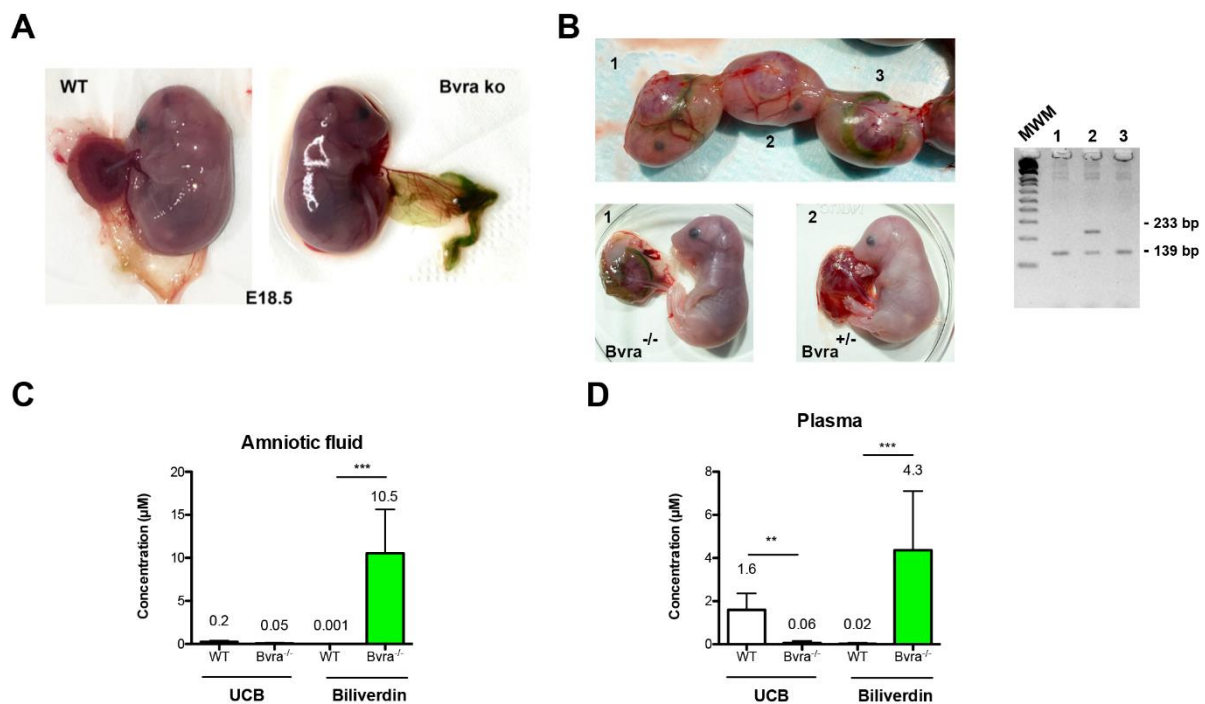 A
WT
Bvra ko
E18.5
B
1
2
3
1
Bvra-/-
2
Bvra+/-
MWM 1 2 3
- 233 bp
- 139 bp
C
Amniotic fluid
Concentration (µM)
20
15
10
5
0
0.2
0.05
0.001
***
10.5
WT Bvra-/- WT Bvra-/-
UCB Biliverdin
D
Plasma
Concentration (µM)
8
6
4
2
0
1.6
**
0.06
0.02
***
4.3
WT Bvra-/- WT Bvra-/-
UCB Biliverdin